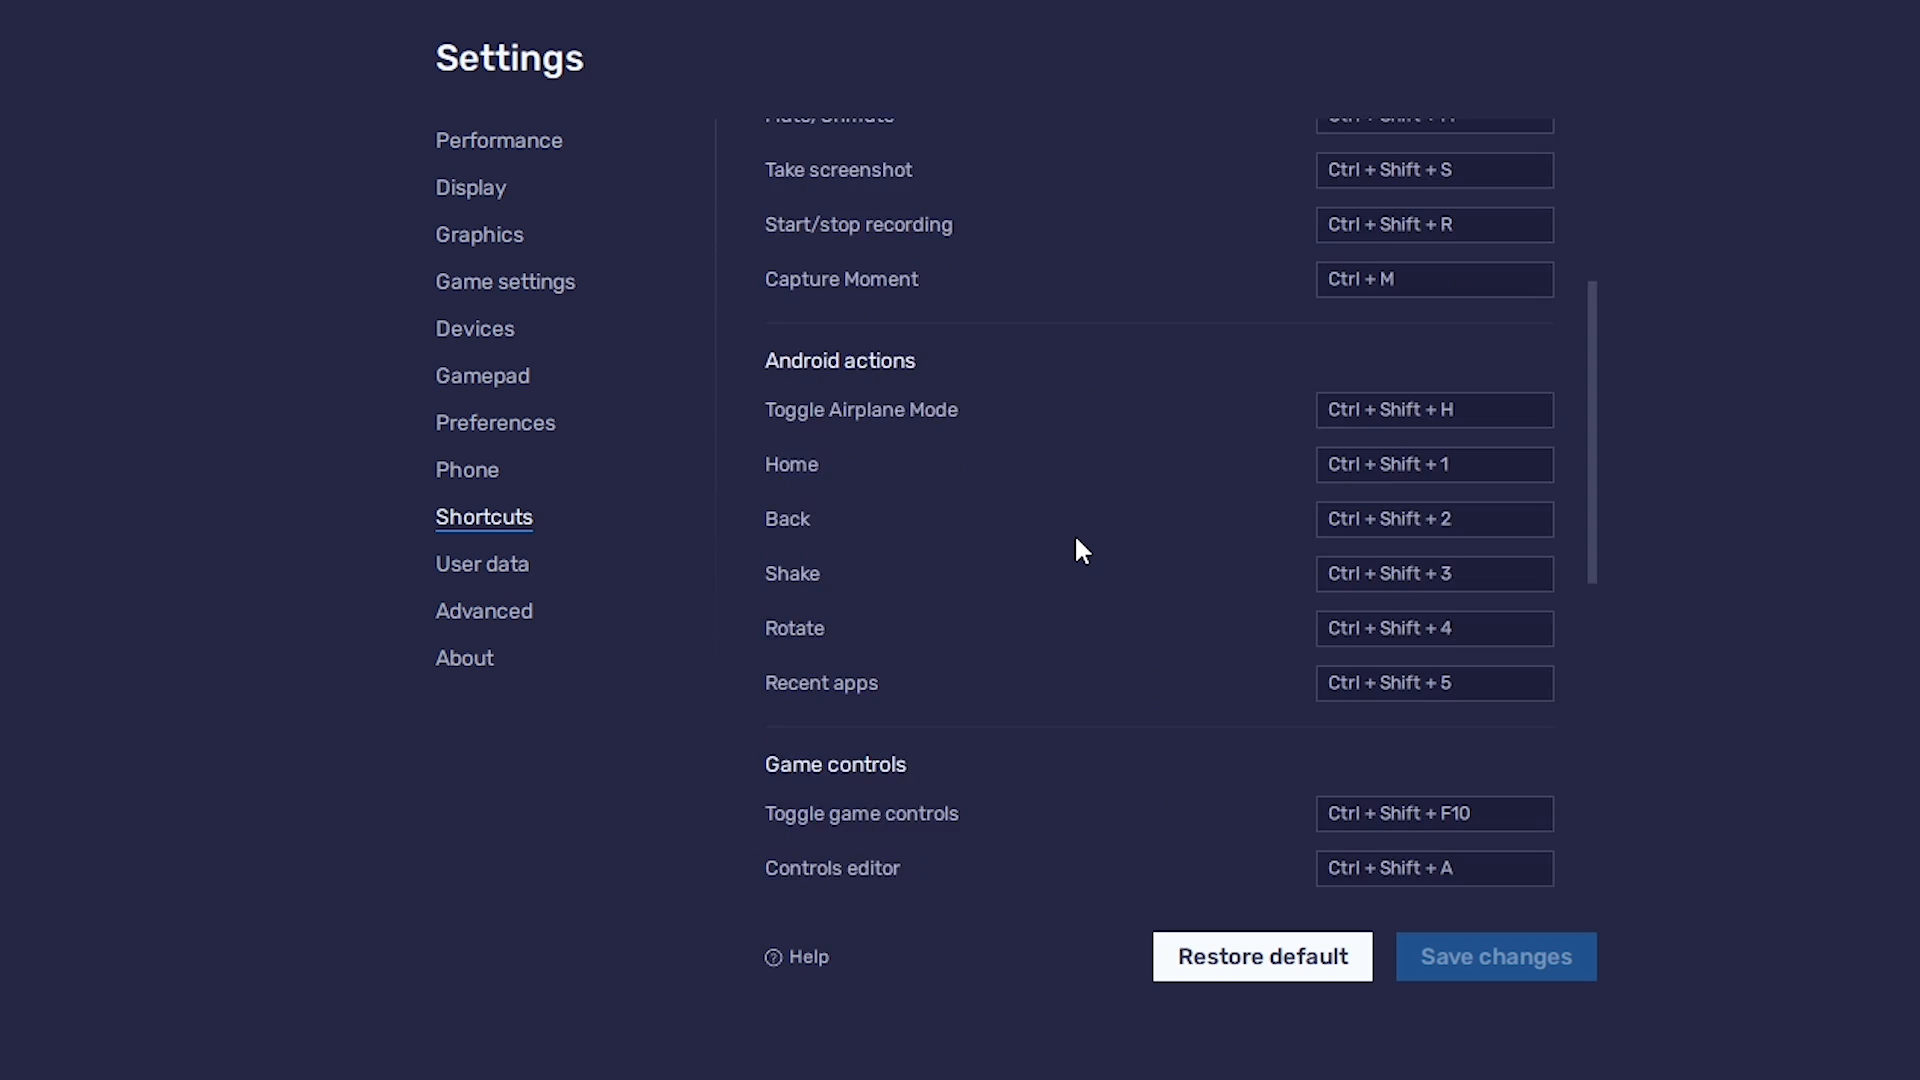 Settings
Performance
Display
Graphics
Game settings
Devices
Gamepad
Preferences
Phone
Shortcuts
User data
Advanced
About
Take screenshot Ctrl + Shift + S
Start/stop recording Ctrl + Shift + R
Capture Moment Ctrl + M
Android actions
Toggle Airplane Mode Ctrl + Shift + H
Home Ctrl + Shift + 1
Back Ctrl + Shift + 2
Shake Ctrl + Shift + 3
Rotate Ctrl + Shift + 4
Recent apps Ctrl + Shift + 5
Game controls
Toggle game controls Ctrl + Shift + F10
Controls editor Ctrl + Shift + A
Help
Restore default
Save changes